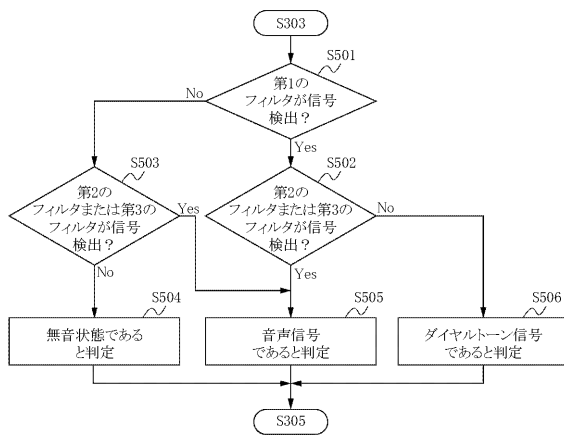 S303
S501
第1の
フィルタが信号
検出？
No
Yes
S503
第2の
フィルタまたは第3の
フィルタが信号
検出？
Yes
No
S502
第2の
フィルタまたは第3の
フィルタが信号
検出？
No
Yes
S504
無音状態である
と判定
S505
音声信号
であると判定
S506
ダイヤルトーン信号
であると判定
S305